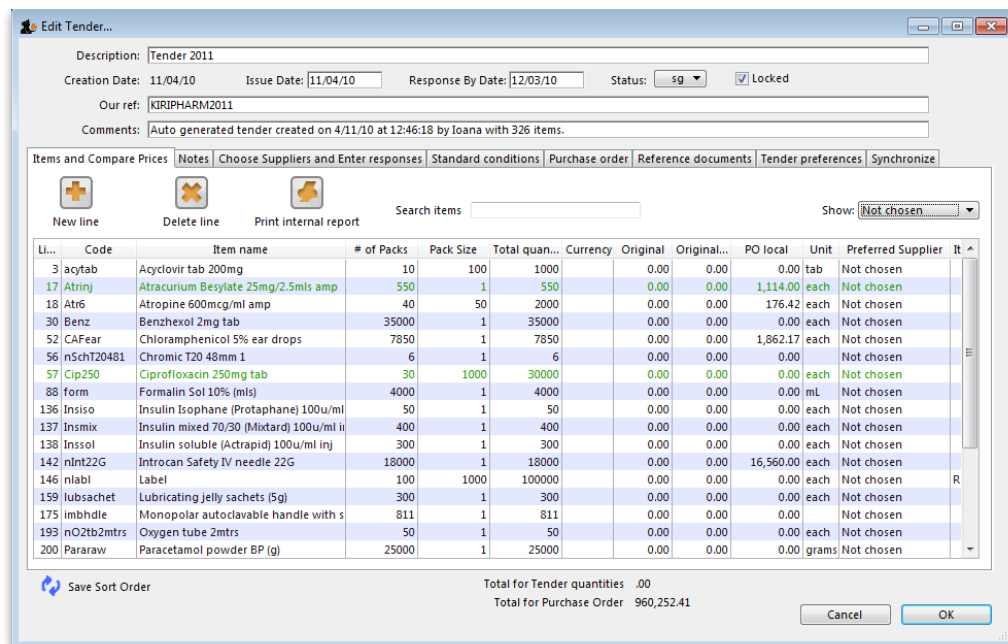 Edit Tender...
Description: Tender 2011
Creation Date: 11/04/10 Issue Date: 11/04/10 Response By Date: 12/03/10 Status: sg Locked
Our ref: KIRIPHARM2011
Comments: Auto generated tender created on 4/11/10 at 12:46:18 by Ioana with 326 items.
Items and Compare Prices Notes Choose Suppliers and Enter responses Standard conditions Purchase order Reference documents Tender preferences Synchronize
New line Delete line Print internal report Search items Show: Not chosen
Li... Code Item name # of Packs Pack Size Total quan... Currency Original Original... PO local Unit Preferred Supplier It
3 acytab Acyclovir tab 200mg 10 100 1000 0.00 0.00 0.00 tab Not chosen
17 Atrinj Atracurium Besylate 25mg/2.5mls amp 550 1 550 0.00 0.00 1,114.00 each Not chosen
18 Atr6 Atropine 600mcg/ml amp 40 50 2000 0.00 0.00 176.42 each Not chosen
30 Benz Benzhexol 2mg tab 35000 1 35000 0.00 0.00 0.00 each Not chosen
52 CAFear Chloramphenicol 5% ear drops 7850 1 7850 0.00 0.00 1,862.17 each Not chosen
56 nSchT20481 Chromic T20 48mm 1 6 1 6 0.00 0.00 0.00 Not chosen
57 Cip250 Ciprofloxacin 250mg tab 30 1000 30000 0.00 0.00 0.00 each Not chosen
88 form Formalin Sol 10% (mls) 4000 1 4000 0.00 0.00 0.00 mL Not chosen
136 Insiso Insulin Isophane (Protaphane) 100u/ml 50 1 50 0.00 0.00 0.00 each Not chosen
137 Insmix Insulin mixed 70/30 (Mixtard) 100u/ml i 400 1 400 0.00 0.00 0.00 each Not chosen
138 Inssol Insulin soluble (Actrapid) 100u/ml inj 300 1 300 0.00 0.00 0.00 each Not chosen
142 nInt22G Introcan Safety IV needle 22G 18000 1 18000 0.00 0.00 16,560.00 each Not chosen
146 nlabl Label 100 1000 100000 0.00 0.00 0.00 each Not chosen R
159 lubsachet Lubricating jelly sachets (5g) 300 1 300 0.00 0.00 0.00 each Not chosen
175 imbhdle Monopolar autoclavable handle with s 811 1 811 0.00 0.00 0.00 Not chosen
193 nO2tb2mtrs Oxygen tube 2mtrs 50 1 50 0.00 0.00 0.00 each Not chosen
200 Pararaw Paracetamol powder BP (g) 25000 1 25000 0.00 0.00 0.00 grams Not chosen
Save Sort Order Total for Tender quantities .00
Total for Purchase Order 960,252.41
Cancel OK